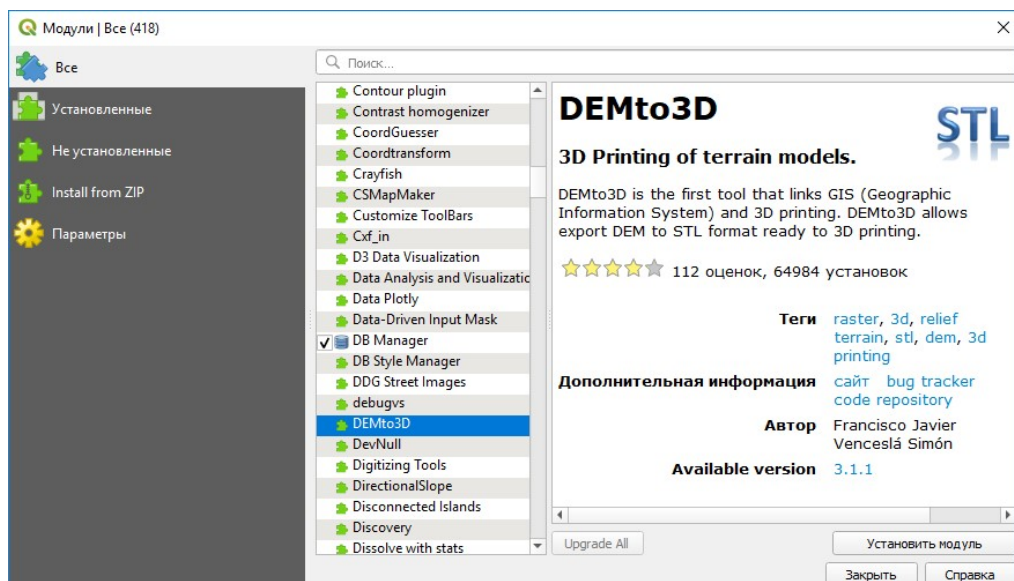 Модули | Все (418)
Все
Установленные
Не установленные
Install from ZIP
Параметры
Поиск...
Contour plugin
Contrast homogenizer
CoordGuesser
Coordtransform
Crayfish
CSMapMaker
Customize ToolBars
Cxf_in
D3 Data Visualization
Data Analysis and Visualizatic
Data Plotly
Data-Driven Input Mask
DB Manager
DB Style Manager
DDG Street Images
debugvs
DEMto3D
DevNull
Digitizing Tools
DirectionalSlope
Disconnected Islands
Discovery
Dissolve with stats
DEMto3D
STL
3D Printing of terrain models.
DEMto3D is the first tool that links GIS (Geographic
Information System) and 3D printing. DEMto3D allows
export DEM to STL format ready to 3D printing.
112 оценок, 64984 установок
Теги raster, 3d, relief
terrain, stl, dem, 3d
printing
Дополнительная информация сайт bug tracker
code repository
Автор Francisco Javier
Venceslá Simón
Available version 3.1.1
Upgrade All
Установить модуль
Закрыть
Справка